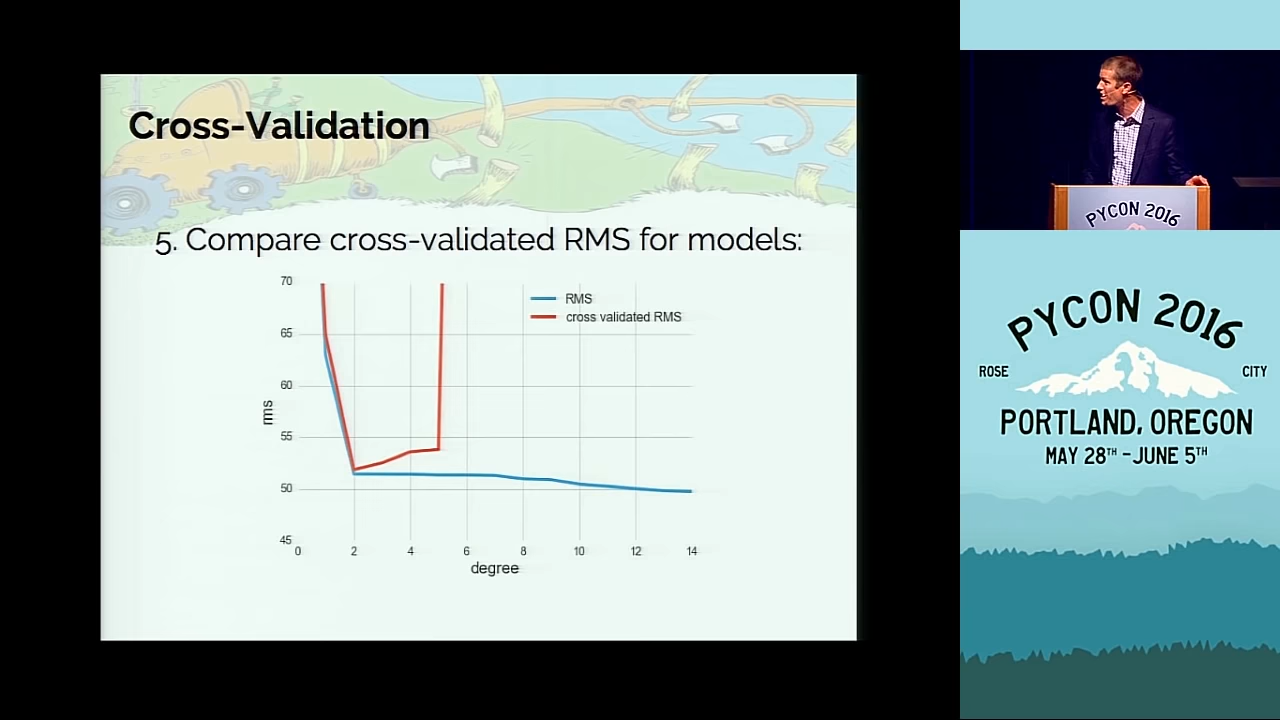 Cross-Validation
5. Compare cross-validated RMS for models:
70
65
60
55
50
45
rms
RMS
cross validated RMS
0 2 4 6 8 10 12 14
degree
PYCON 2016
PYCON 2016
ROSE CITY
PORTLAND, OREGON
MAY 28TH - JUNE 5TH